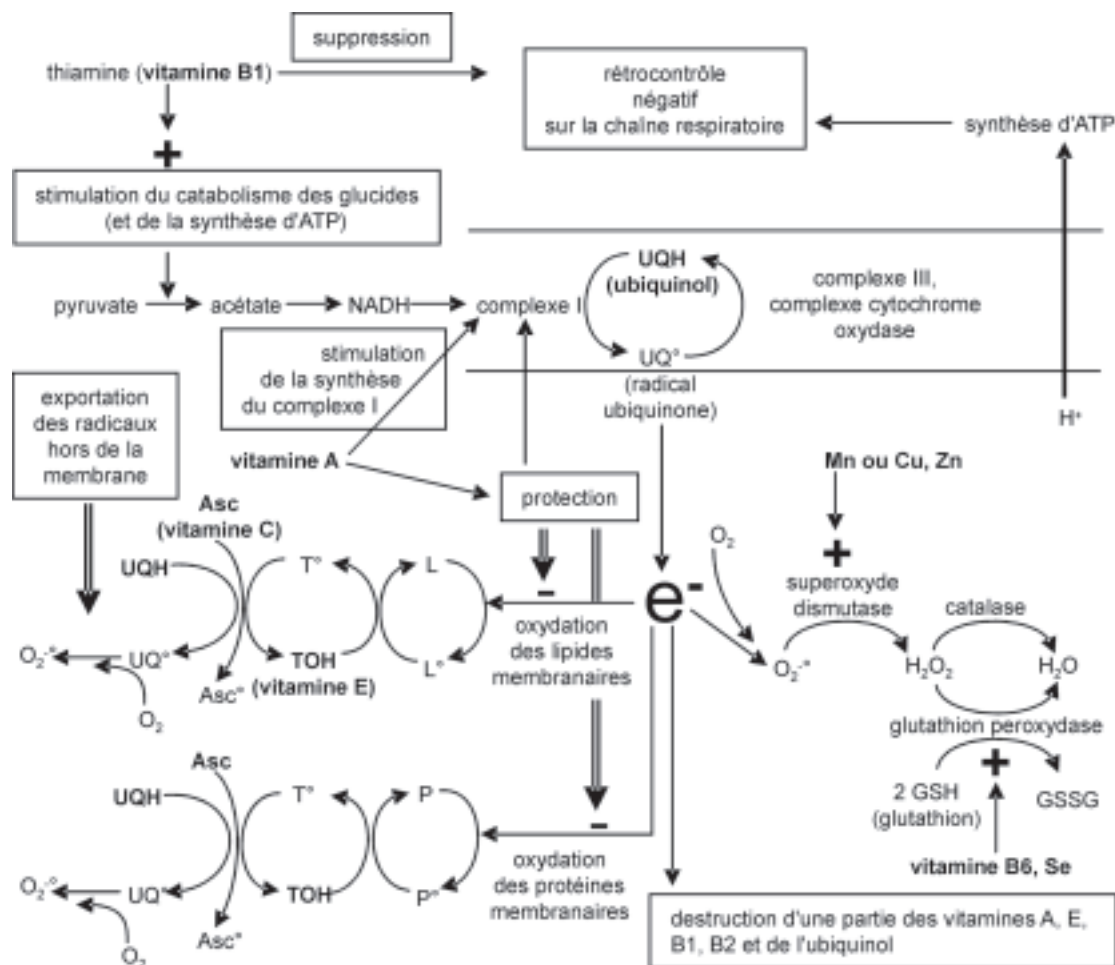 suppression
thiamine (vitamine B1)
rétrocontrôle
négatif
sur la chaîne respiratoire
synthèse d'ATP
+
stimulation du catabolisme des glucides
(et de la synthèse d'ATP)
UQH
(ubiquinol)
complexe III,
complexe cytochrome
oxydase
pyruvate
acétate
NADH
complexe I
UQ°
(radical
ubiquinone)
stimulation
de la synthèse
du complexe I
exportation
des radicaux
hors de la
membrane
H+
vitamine A
Mn ou Cu, Zn
protection
Asc
(vitamine C)
O2
+
UQH
T°
L
-
e-
superoxyde
dismutase
catalase
oxydation
des lipides
membranaires
O2-°
UQ°
TOH
(vitamine E)
L°
O2-°
H2O2
H2O
Asc°
O2
glutathion peroxydase
+
Asc
UQH
T°
P
-
2 GSH
(glutathion)
GSSG
oxydation
des protéines
membranaires
vitamine B6, Se
O2-°
UQ°
TOH
P°
Asc°
O2
destruction d'une partie des vitamines A, E,
B1, B2 et de l'ubiquinol